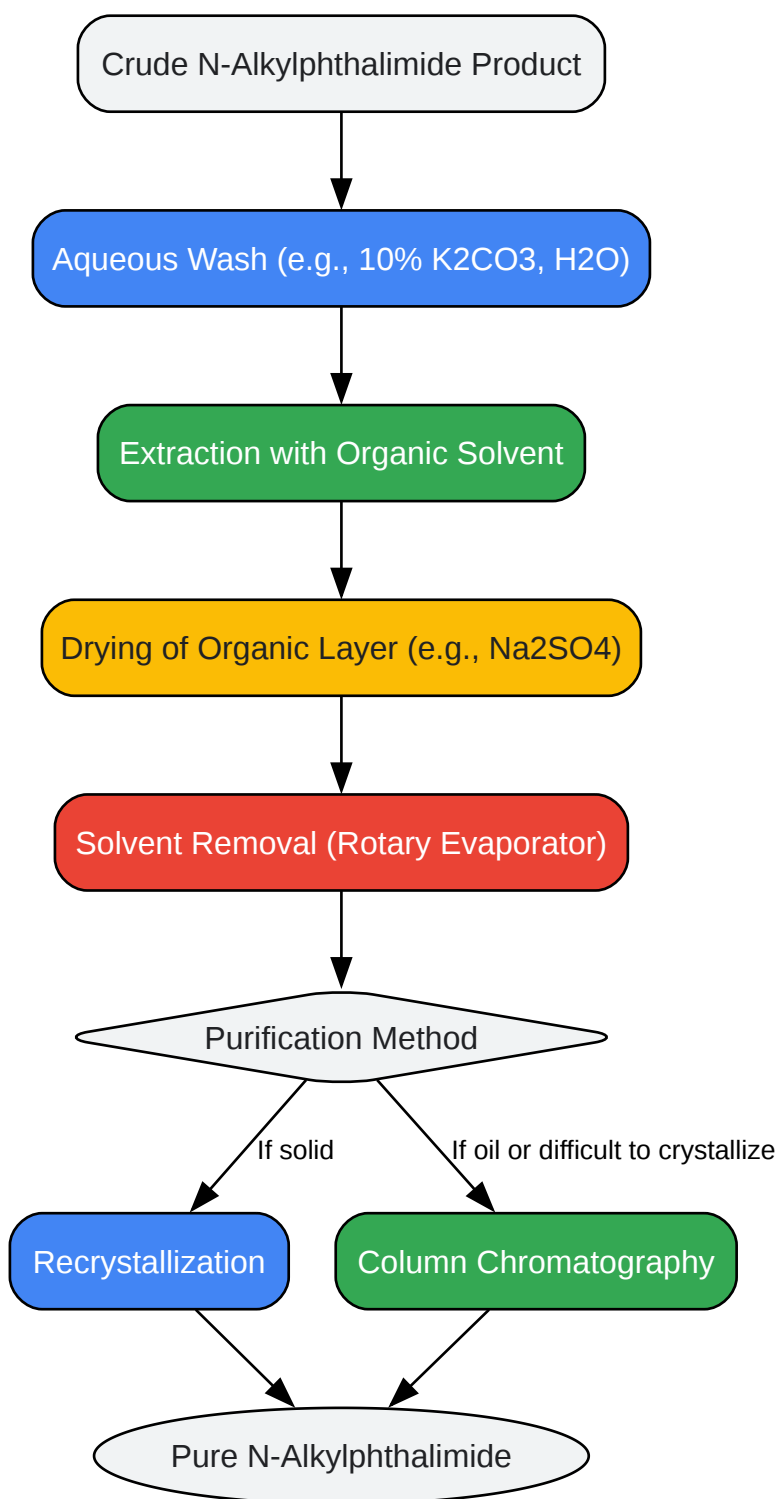 Crude N-Alkylphthalimide Product
Aqueous Wash (e.g., 10% K2CO3, H2O)
Extraction with Organic Solvent
Drying of Organic Layer (e.g., Na2SO4)
Solvent Removal (Rotary Evaporator)
Purification Method
If solid
If oil or difficult to crystallize
Recrystallization
Column Chromatography
Pure N-Alkylphthalimide